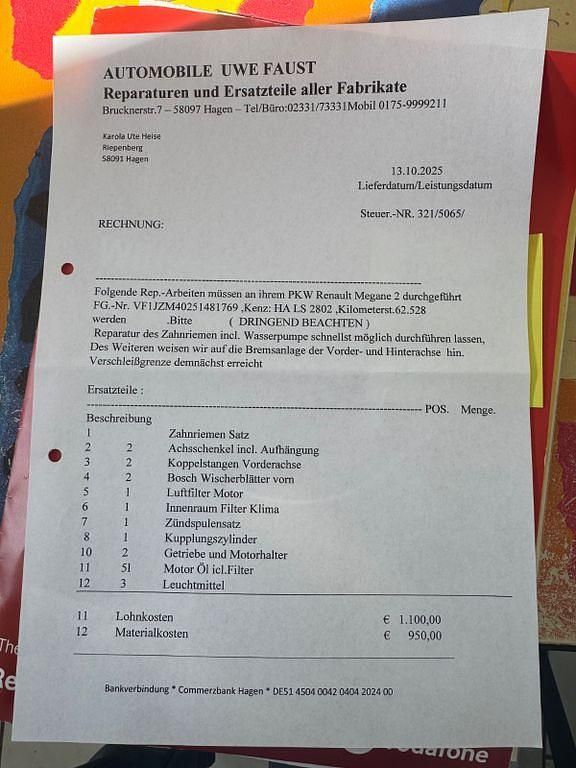 AUTOMOBILE UWE FAUST
Reparaturen und Ersatzteile aller Fabrikate
Brucknerstr.7 – 58097 Hagen – Tel/Büro:02331/73331Mobil 0175-9999211
Karola Ute Heise
Riepenberg
58091 Hagen
13.10.2025
Lieferdatum/Leistungsdatum
Steuer.-NR. 321/5065/
RECHNUNG:
Folgende Rep.-Arbeiten müssen an ihrem PKW Renault Megane 2 durchgeführt
FG.-Nr. VF1JZM40251481769 ,Kenz: HA LS 2802 ,Kilometerst.62.528
werden .Bitte ( DRINGEND BEACHTEN )
Reparatur des Zahnriemen incl. Wasserpumpe schnellst möglich durchführen lassen,
Des Weiteren weisen wir auf die Bremsanlage der Vorder- und Hinterachse hin.
Verschleißgrenze demnächst erreicht
Ersatzteile :
POS. Menge.
Beschreibung
1 Zahnriemen Satz
2 2 Achsschenkel incl. Aufhängung
3 2 Koppelstangen Vorderachse
4 2 Bosch Wischerblätter vorn
5 1 Luftfilter Motor
6 1 Innenraum Filter Klima
7 1 Zündspulensatz
8 1 Kupplungszylinder
10 2 Getriebe und Motorhalter
11 5l Motor Öl icl.Filter
12 3 Leuchtmittel
11 Lohnkosten € 1.100,00
12 Materialkosten € 950,00
Bankverbindung * Commerzbank Hagen * DE51 4504 0042 0404 2024 00
The
Re
vodafone